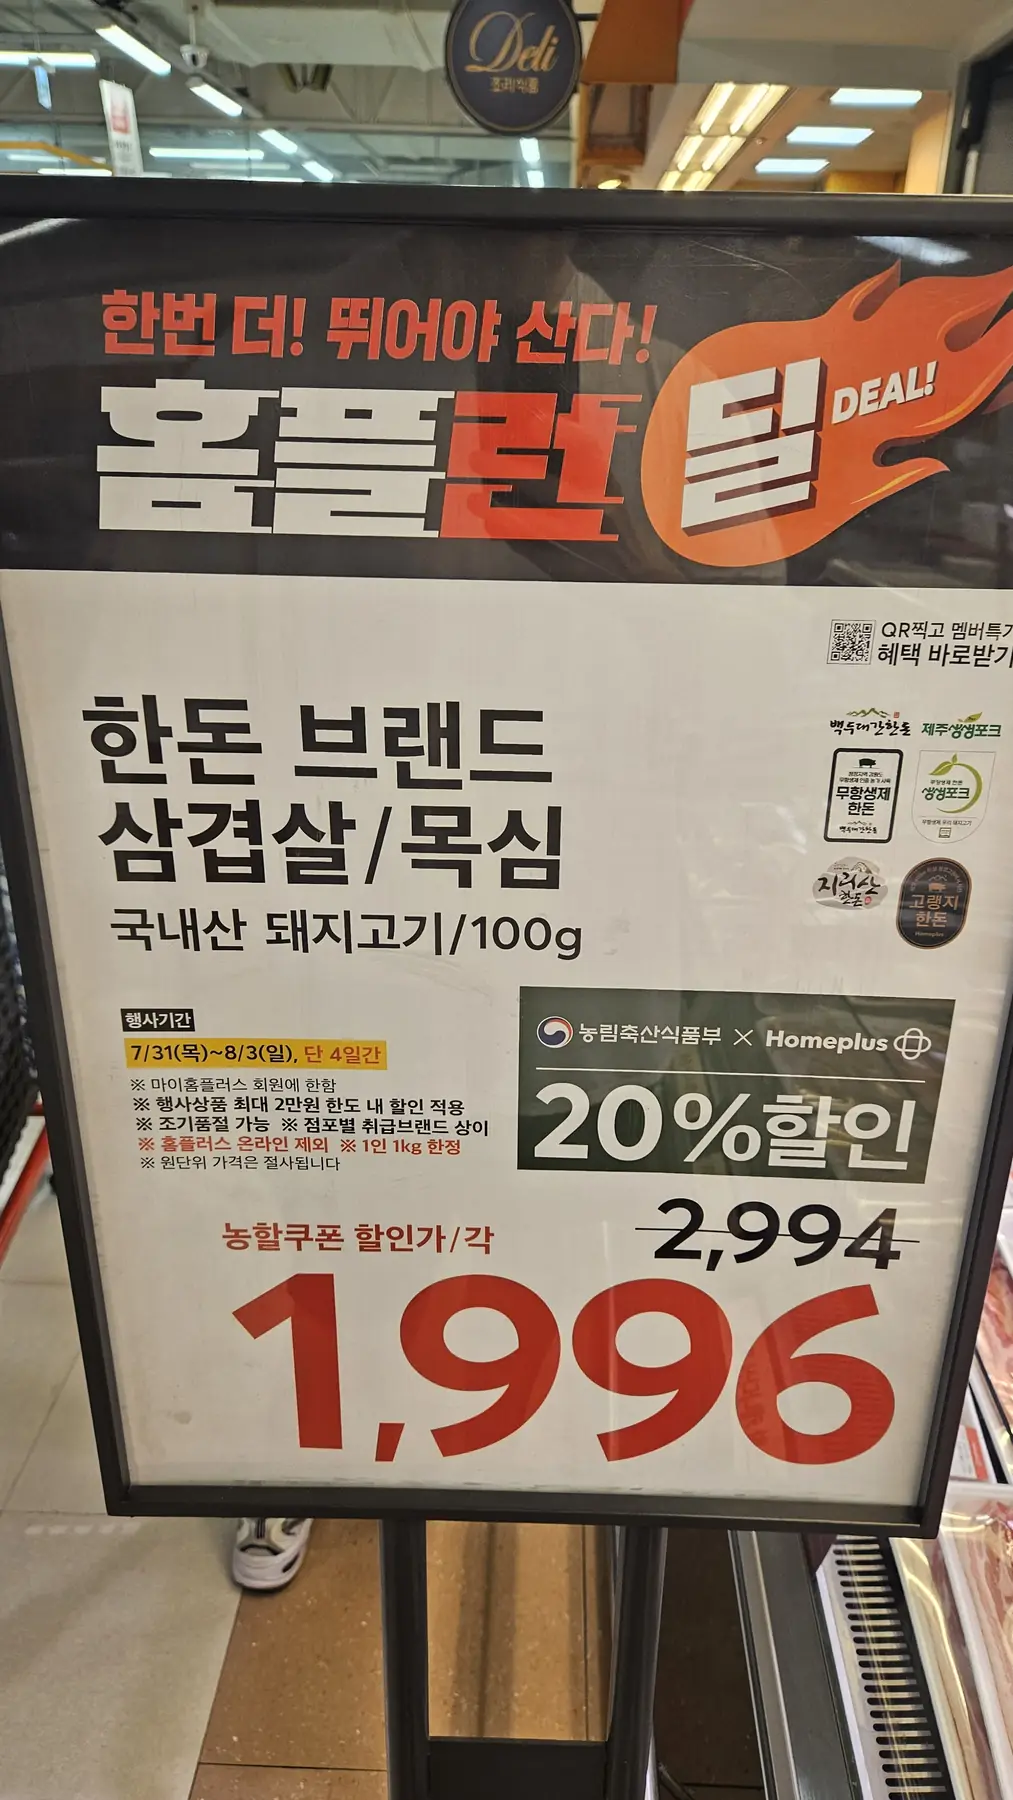 Deli
조리식품
한번 더! 뛰어야 산다!
홈플런 딜 DEAL!
QR찍고 멤버특가
혜택 바로받기
한돈 브랜드
삼겹살/목심
국내산 돼지고기/100g
백두대간한돈 제주생생포크
무항생제
한돈
백두대간한돈
생생포크
지리산
한돈
고랭지
한돈
Homeplus
행사기간
7/31(목)~8/3(일), 단 4일간
※ 마이홈플러스 회원에 한함
※ 행사상품 최대 2만원 한도 내 할인 적용
※ 조기품절 가능 ※ 점포별 취급브랜드 상이
※ 홈플러스 온라인 제외 ※ 1인 1kg 한정
※ 원단위 가격은 절사됩니다
농림축산식품부 × Homeplus
20%할인
2,994
농할쿠폰 할인가/각
1,996